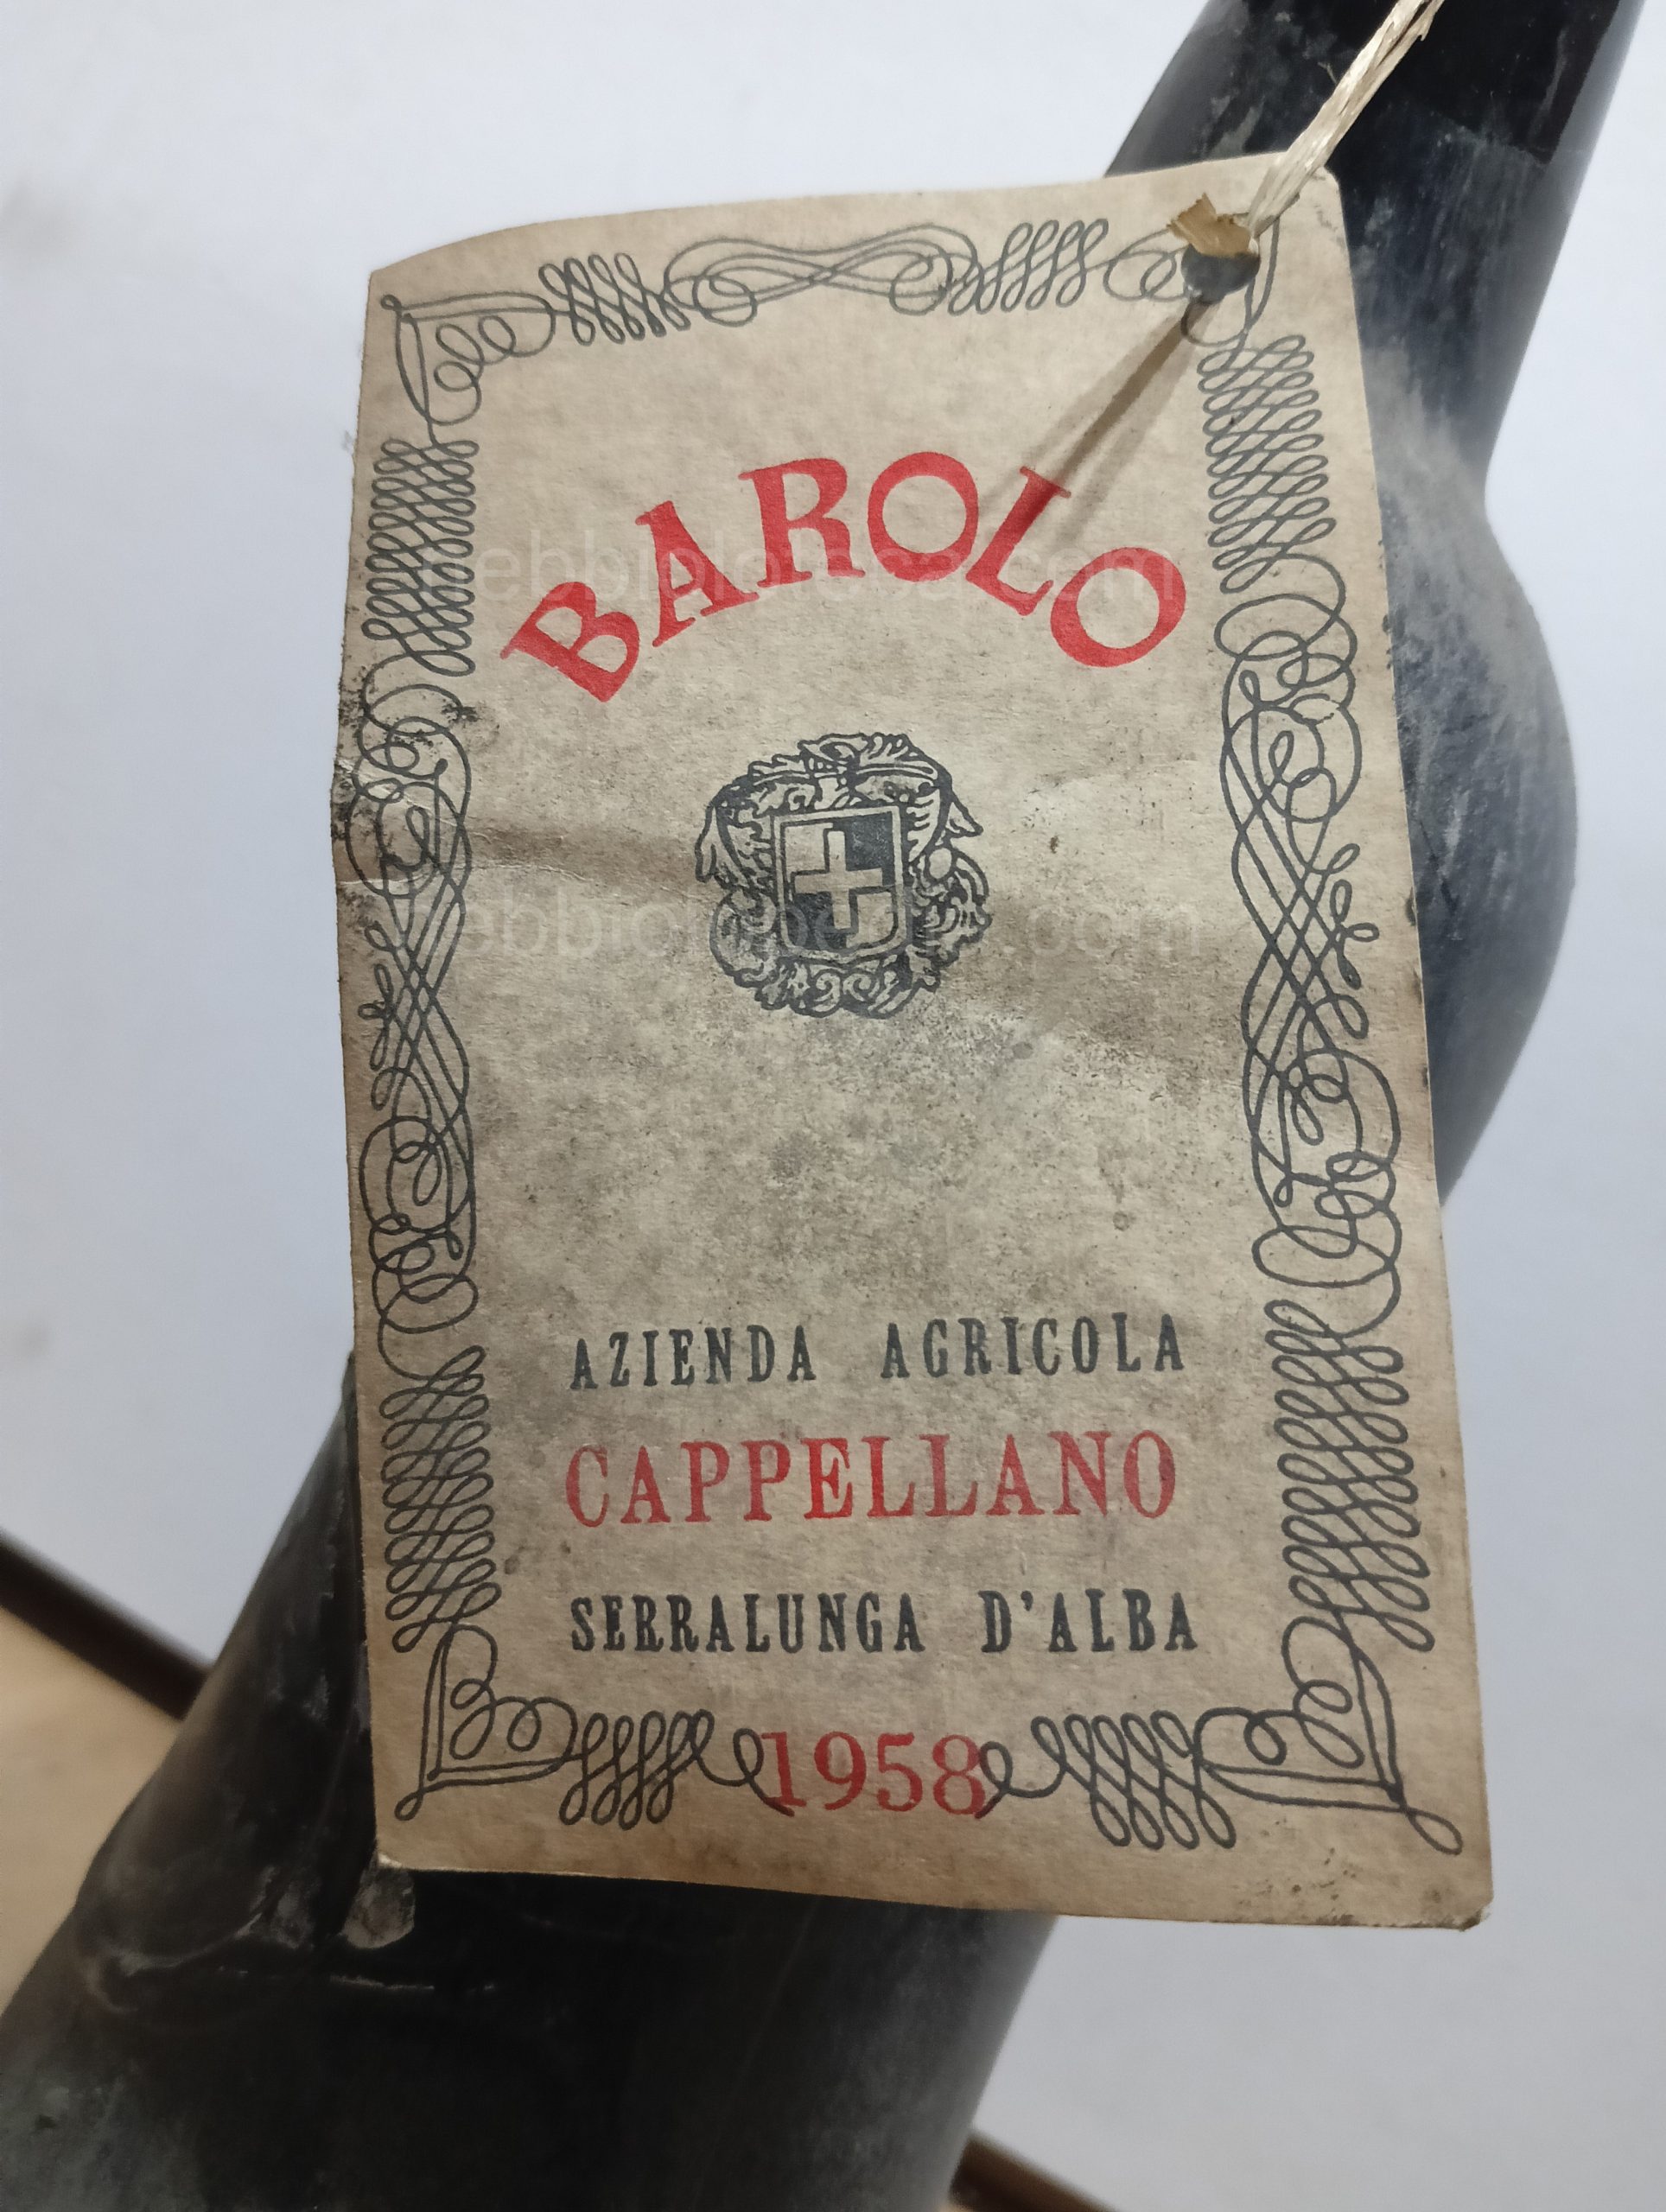 BAROLO
AZIENDA AGRICOLA
CAPPELLANO
SERRALUNGA D'ALBA
1958